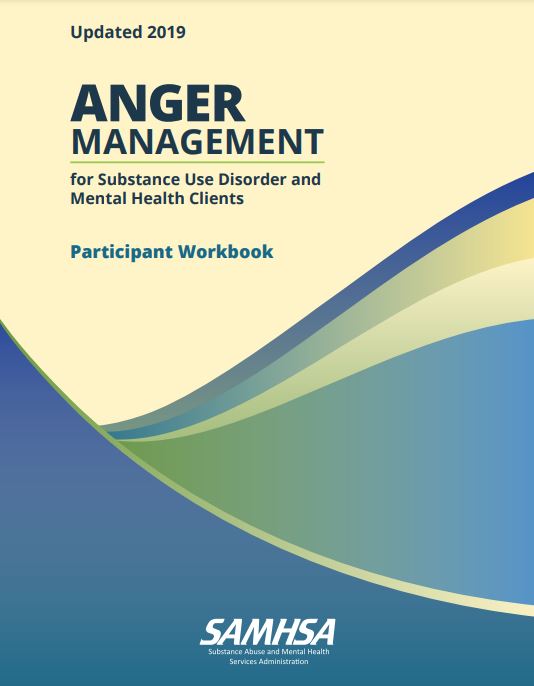 Updated 2019
ANGER
MANAGEMENT
for Substance Use Disorder and
Mental Health Clients
Participant Workbook
SAMHSA
Substance Abuse and Mental Health
Services Administration